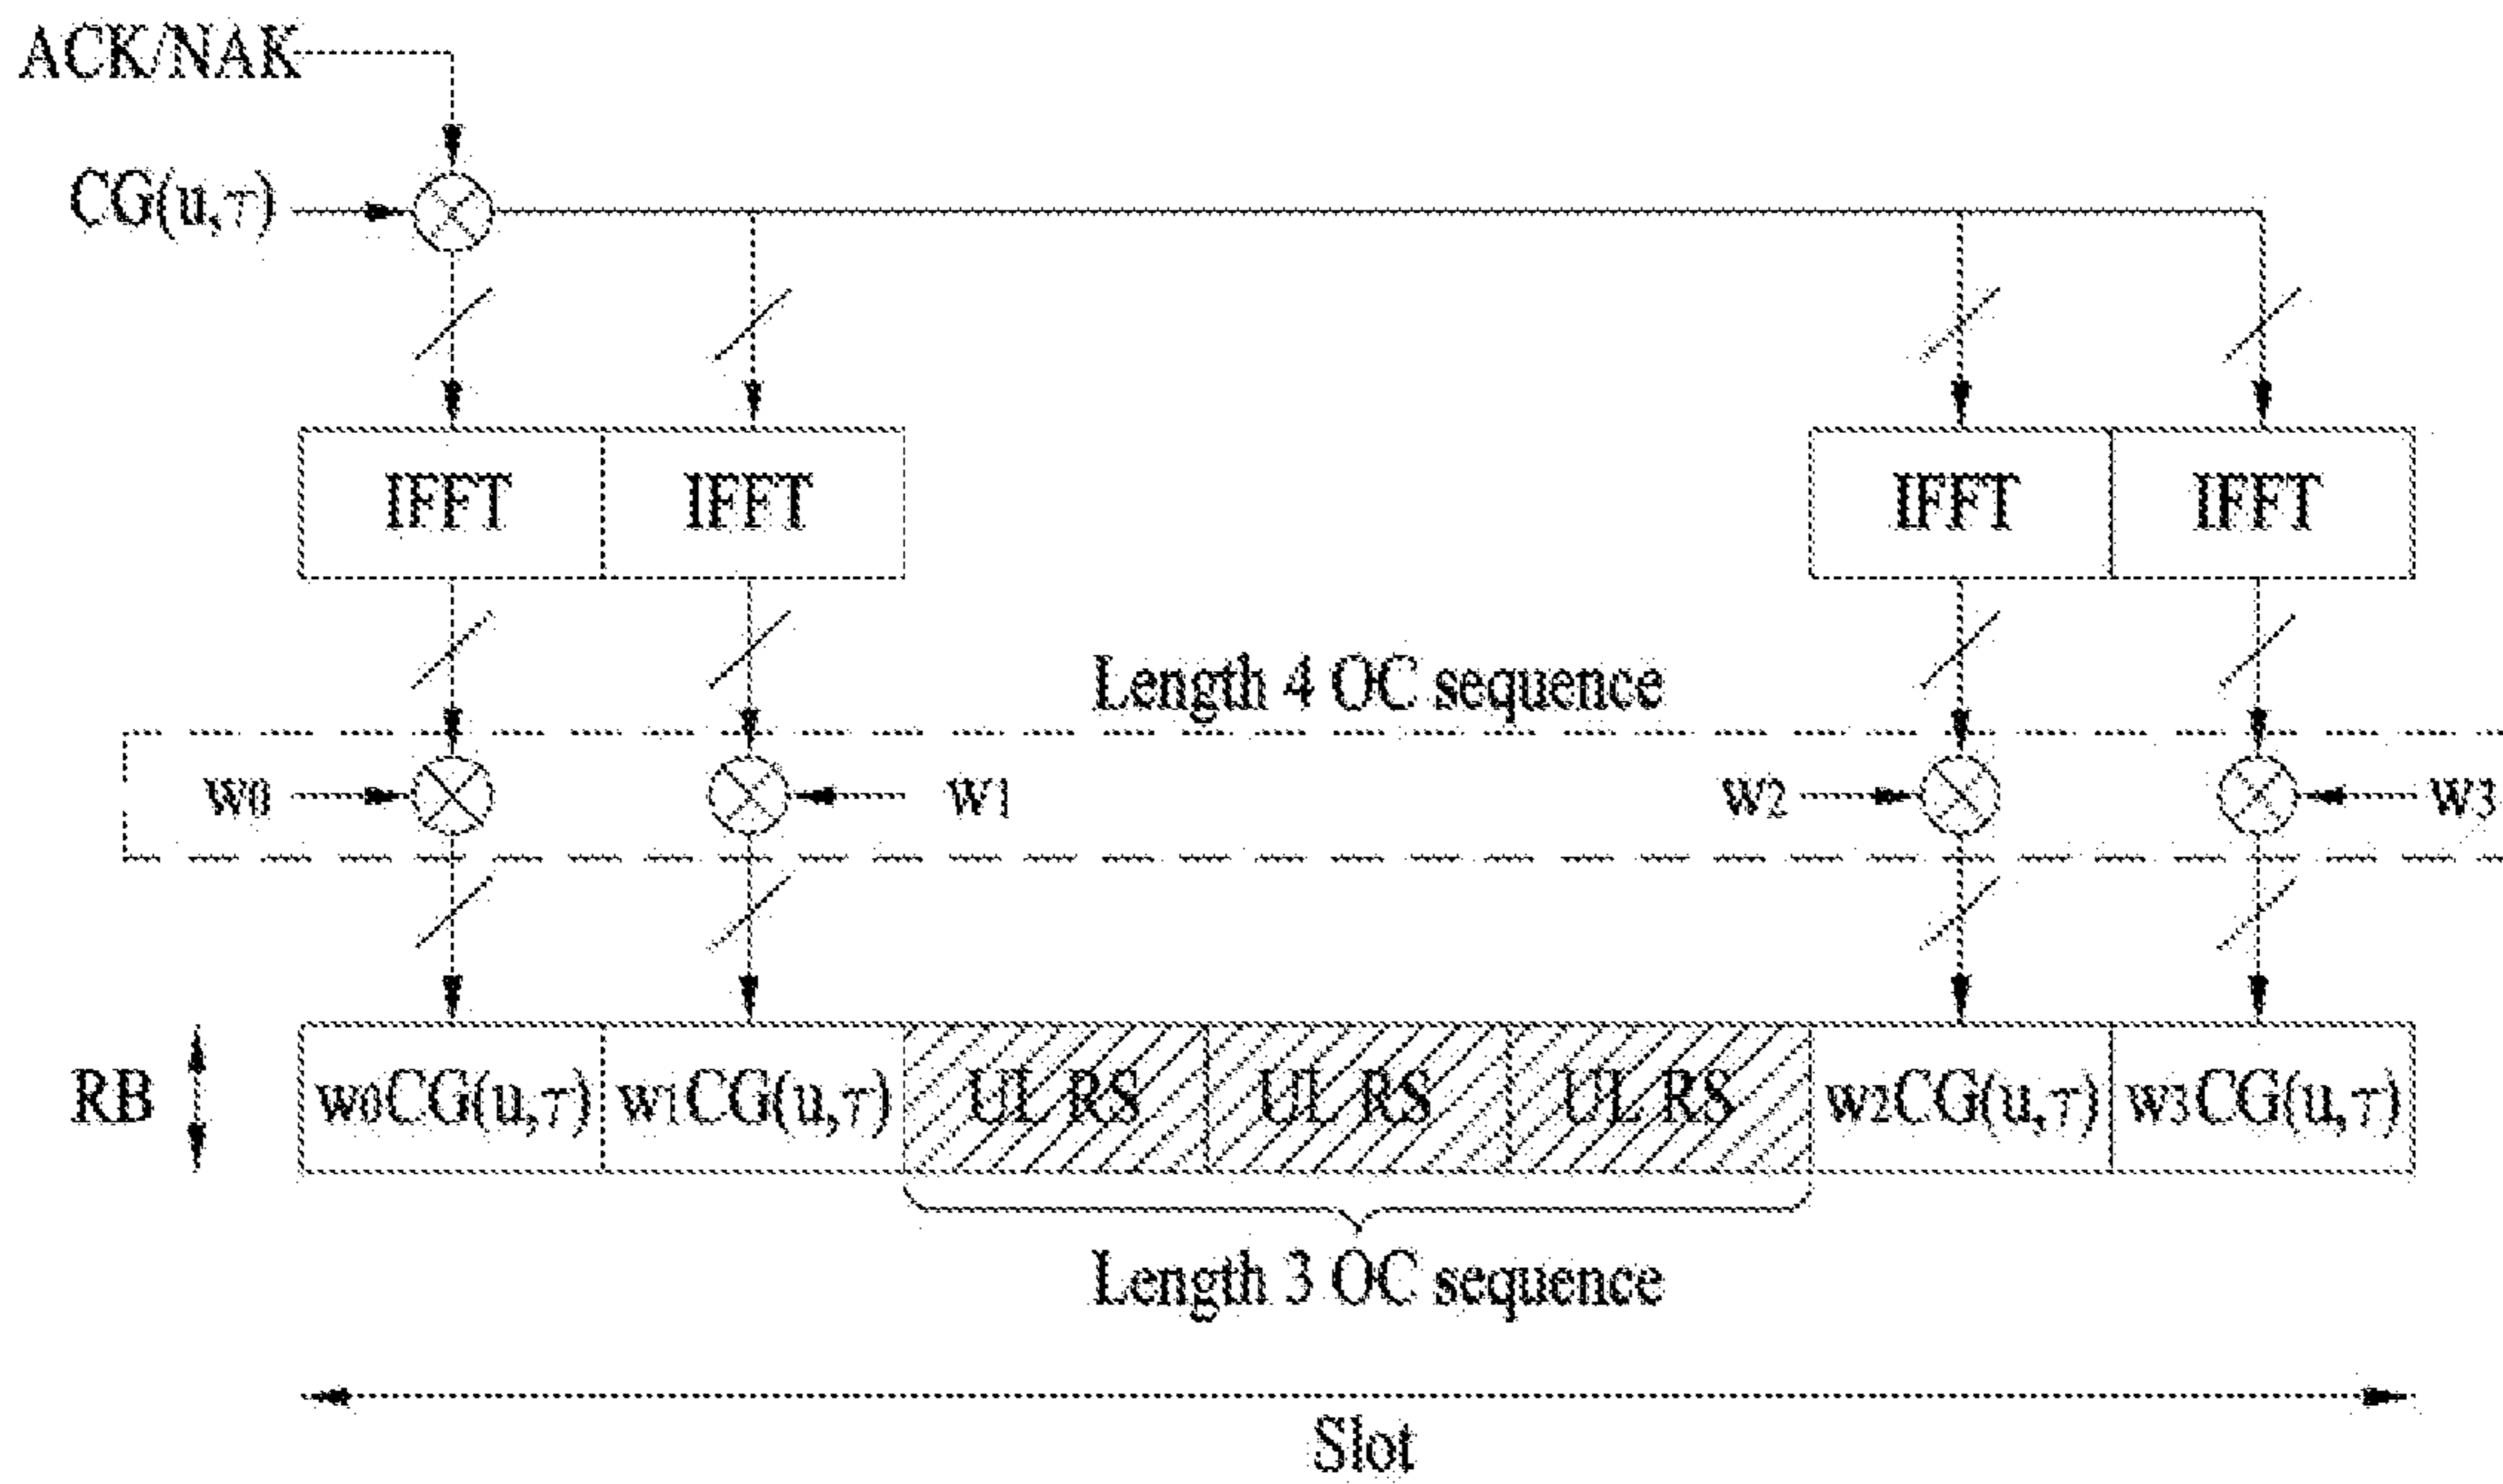 ACK/NAK
CG(u,τ)
IFFT IFFT IFFT IFFT
Length 4 OC sequence
w0 w1 w2 w3
RB w0CG(u,τ) w1CG(u,τ) UL RS UL RS UL RS w2CG(u,τ) w3CG(u,τ)
Length 3 OC sequence
Slot